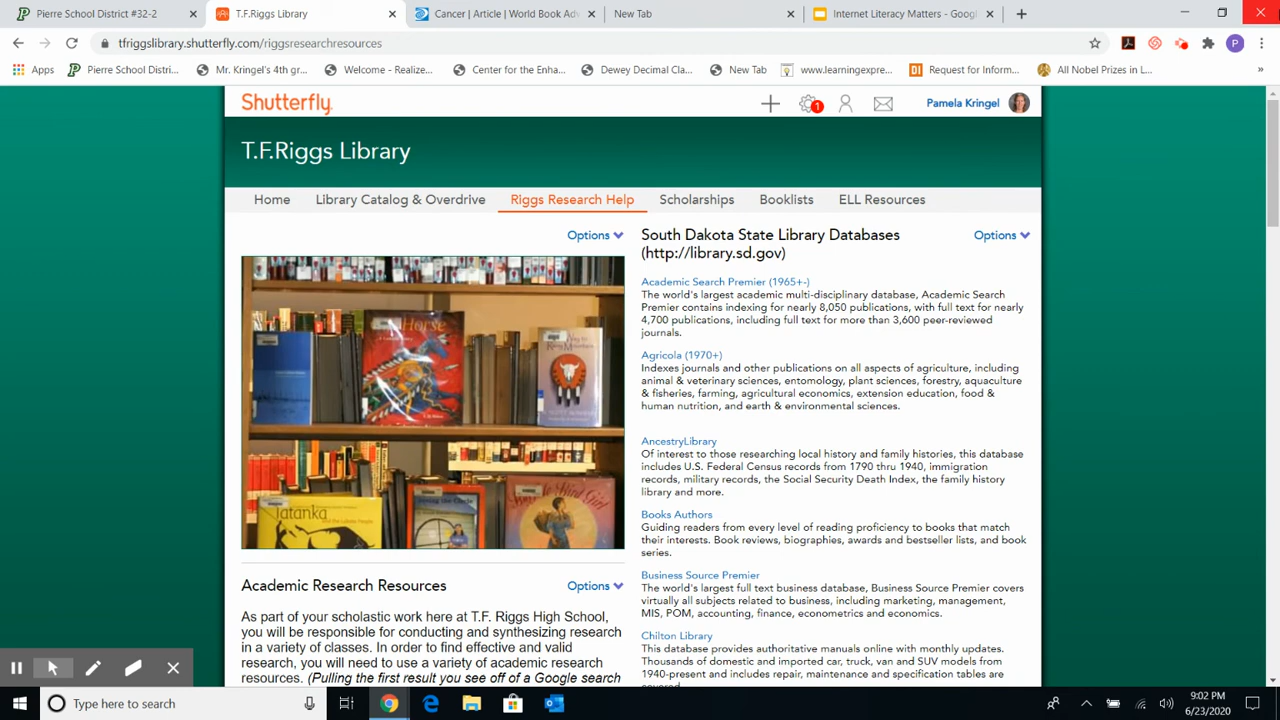 Pierre School District #32-2
T.F.Riggs Library
Cancer | Article | World Book Adv
New Tab
Internet Literacy Matters - Googl
tfriggslibrary.shutterfly.com/riggsresearchresources
P
Apps
Pierre School Distri...
Mr. Kringel's 4th gr...
Welcome - Realize...
Center for the Enha...
Dewey Decimal Cla...
New Tab
www.learningexpre...
Request for Inform...
All Nobel Prizes in L...
Shutterfly
1
Pamela Kringel
T.F.Riggs Library
Home
Library Catalog & Overdrive
Riggs Research Help
Scholarships
Booklists
ELL Resources
Options
Horse
Tatanka
Academic Research Resources
Options
As part of your scholastic work here at T.F. Riggs High School,
you will be responsible for conducting and synthesizing research
in a variety of classes. In order to find effective and valid
research, you will need to use a variety of academic research
resources. (Pulling the first result you see off of a Google search
South Dakota State Library Databases
(http://library.sd.gov)
Options
Academic Search Premier (1965+-)
The world's largest academic multi-disciplinary database, Academic Search
Premier contains indexing for nearly 8,050 publications, with full text for nearly
4,700 publications, including full text for more than 3,600 peer-reviewed
journals.
Agricola (1970+)
Indexes journals and other publications on all aspects of agriculture, including
animal & veterinary sciences, entomology, plant sciences, forestry, aquaculture
& fisheries, farming, agricultural economics, extension education, food &
human nutrition, and earth & environmental sciences.
AncestryLibrary
Of interest to those researching local history and family histories, this database
includes U.S. Federal Census records from 1790 thru 1940, immigration
records, military records, the Social Security Death Index, the family history
library and more.
Books Authors
Guiding readers from every level of reading proficiency to books that match
their interests. Book reviews, biographies, awards and bestseller lists, and book
series.
Business Source Premier
The world's largest full text business database, Business Source Premier covers
virtually all subjects related to business, including marketing, management,
MIS, POM, accounting, finance, econometrics and economics.
Chilton Library
This database provides authoritative manuals online with monthly updates.
Thousands of domestic and imported car, truck, van and SUV models from
1940-present and includes repair, maintenance and specification tables are
covered.
Type here to search
9:02 PM
6/23/2020